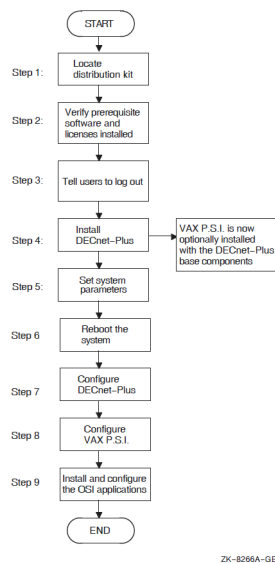 START
Step 1:
Locate
distribution kit
Step 2:
Verify prerequisite
software and
licenses installed
Step 3:
Tell users to log out
Step 4:
Install
DECnet-Plus
VAX P.S.I. is now
optionally installed
with the DECnet-Plus
base components
Step 5:
Set system
parameters
Step 6
Reboot the
system
Step 7
Configure
DECnet-Plus
Step 8
Configure
VAX P.S.I.
Step 9
Install and configure
the OSI applications
END
ZK-8266A-GE